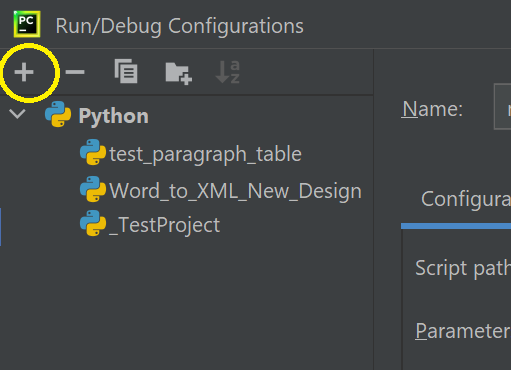 PC
Run/Debug Configurations
Python
test_paragraph_table
Word_to_XML_New_Design
_TestProject
Name:
Configura
Script path
Parameter